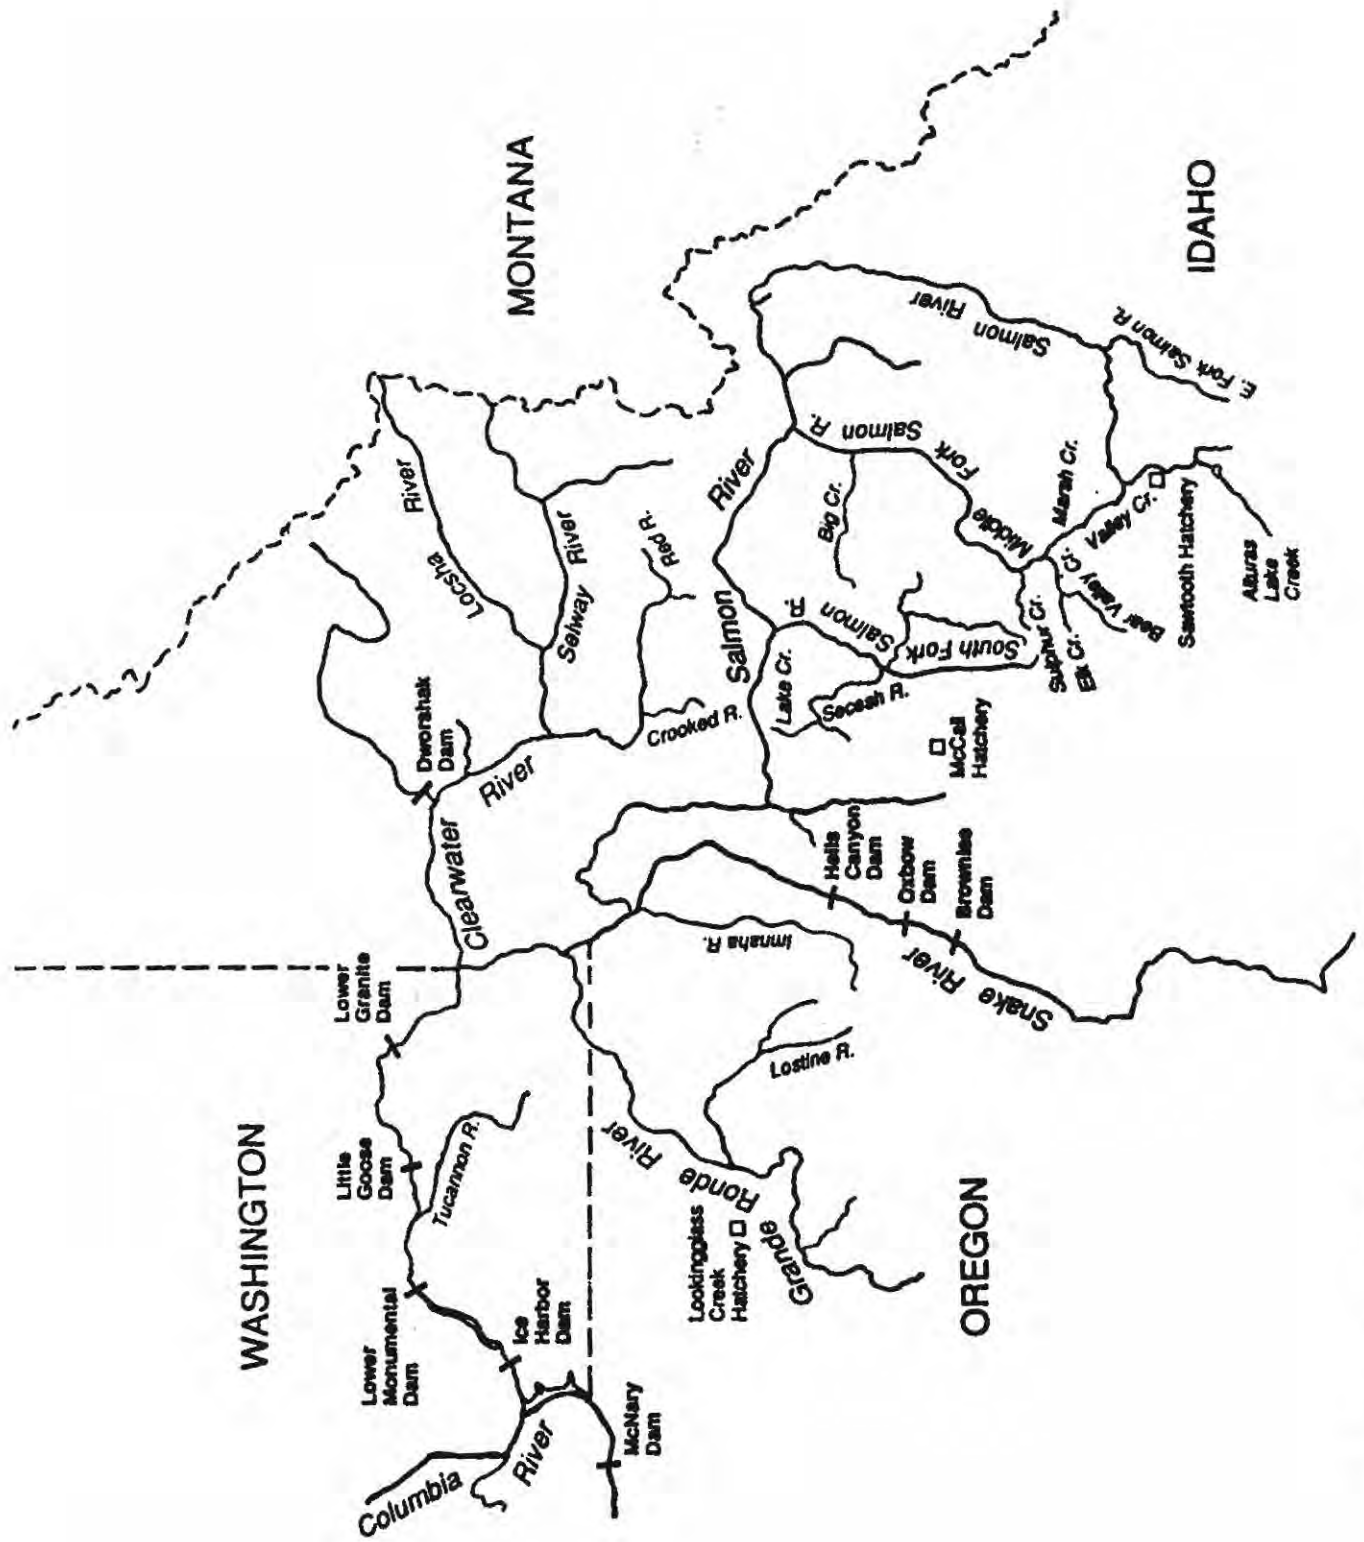 WASHINGTON
MONTANA
IDAHO
OREGON
Columbia
River
McNary
Dam
Ice
Harbor
Dam
Lower
Monumental
Dam
Little
Goose
Dam
Tucannon R.
Lower
Granite
Dam
Clearwater
River
Dworshak
Dam
Locsha
River
Selway
River
Red R.
Crooked R.
Salmon
River
Lake Cr.
Secesh R.
South Fork
Salmon
R.
Big Cr.
Middle
Fork
Salmon
R.
Sulphur Cr.
Elk Cr.
Bear Valley Cr.
Marsh Cr.
Valley Cr.
Salmon
River
E. Fork Salmon R.
Sawtooth Hatchery
Alturas
Lake
Creek
McCall
Hatchery
Hells
Canyon
Dam
Oxbow
Dam
Brownlee
Dam
Snake River
Imnaha R.
Lostine R.
Grande
Ronde
River
Lookingglass
Creek
Hatchery